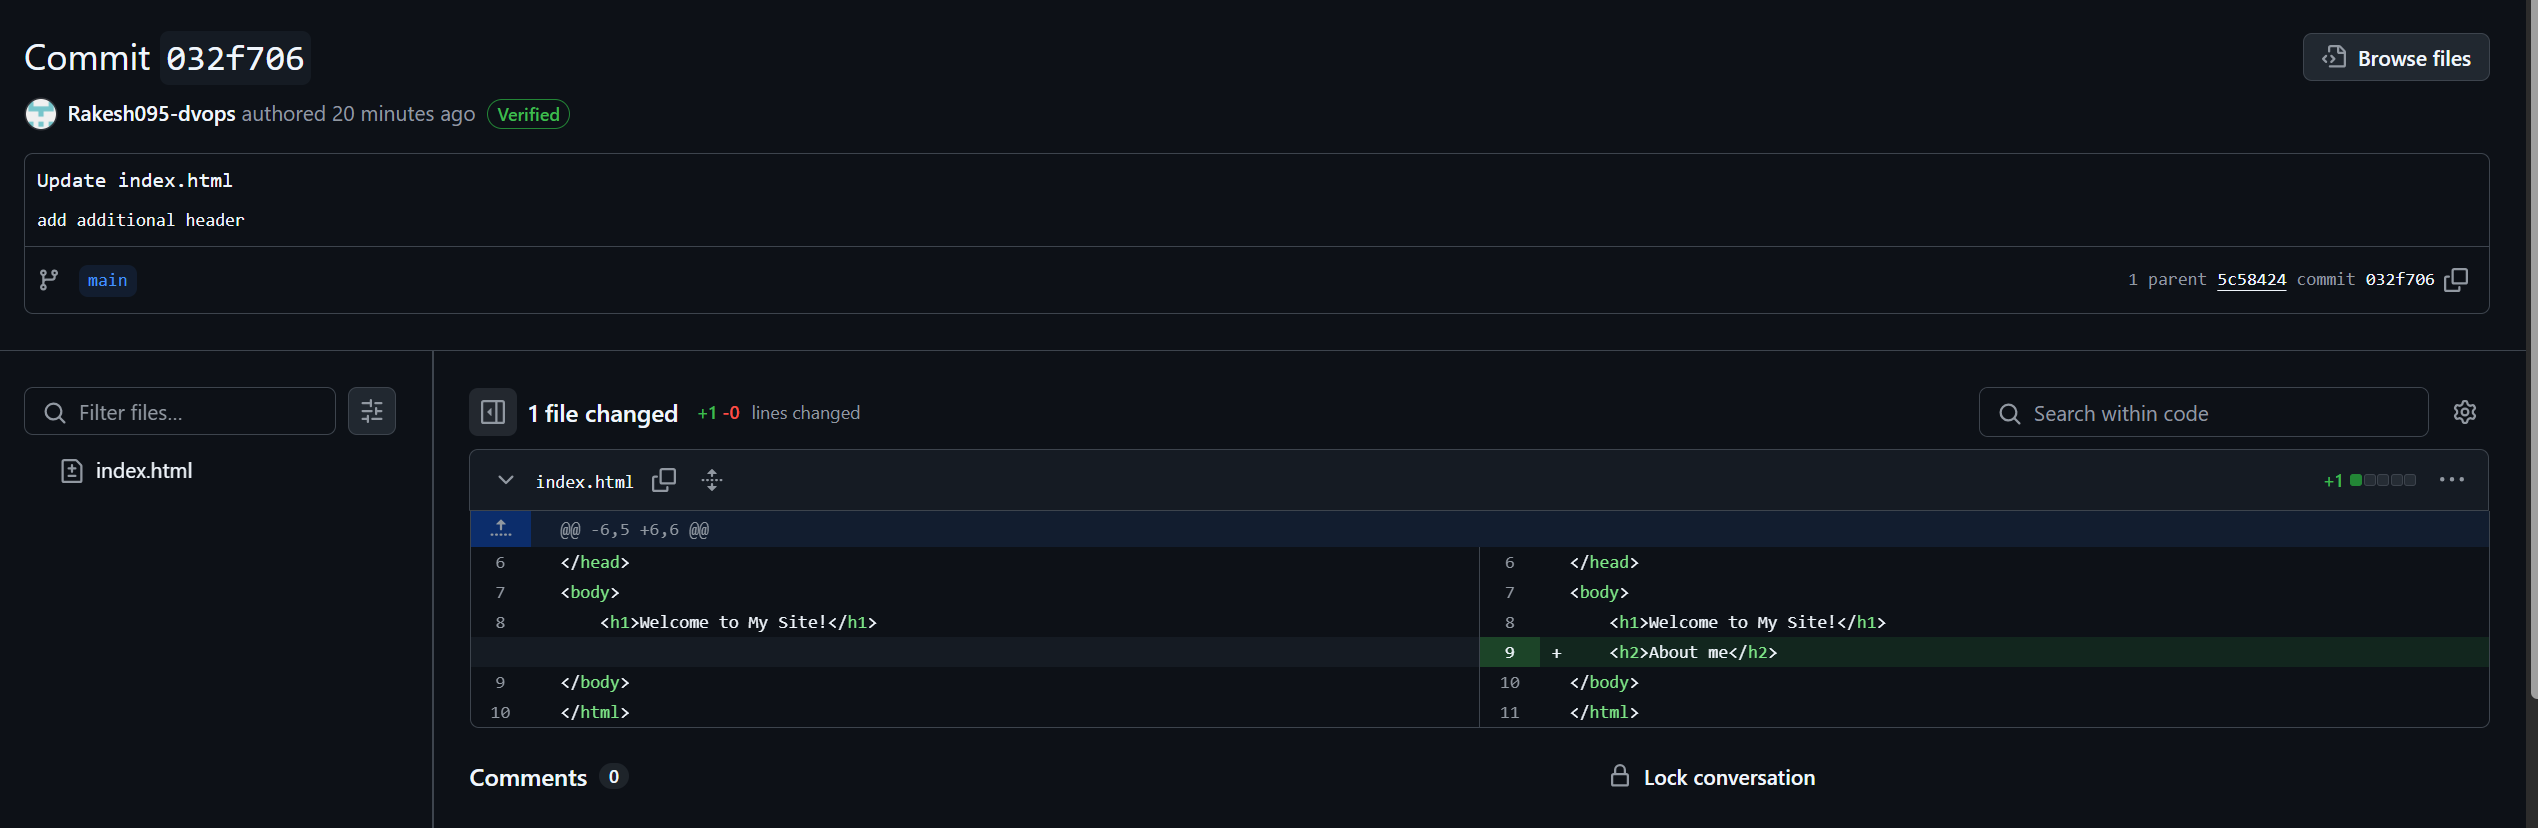 Commit 032f706
Browse files
Rakesh095-dvops authored 20 minutes ago Verified
Update index.html
add additional header
main
1 parent 5c58424 commit 032f706
Filter files...
index.html
1 file changed +1 -0 lines changed
Search within code
index.html
+1
@@ -6,5 +6,6 @@
6 </head> 6 </head>
7 <body> 7 <body>
8 <h1>Welcome to My Site!</h1> 8 <h1>Welcome to My Site!</h1>
9 + <h2>About me</h2>
9 </body> 10 </body>
10 </html> 11 </html>
Comments 0
Lock conversation